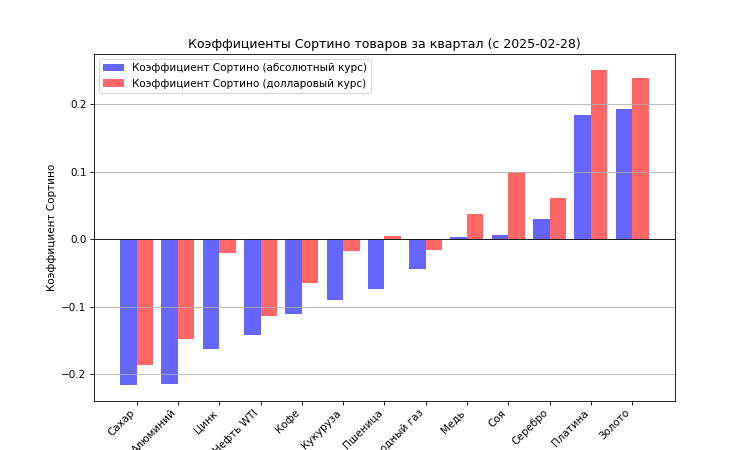 Коэффициенты Сортино товаров за квартал (с 2025-02-28)
Коэффициент Сортино (абсолютный курс)
Коэффициент Сортино (долларовый курс)
Коэффициент Сортино
0.2
0.1
0.0
−0.1
−0.2
Сахар
Алюминий
Цинк
Нефть WTI
Кофе
Кукуруза
Пшеница
газ
Медь
Соя
Серебро
Платина
Золото